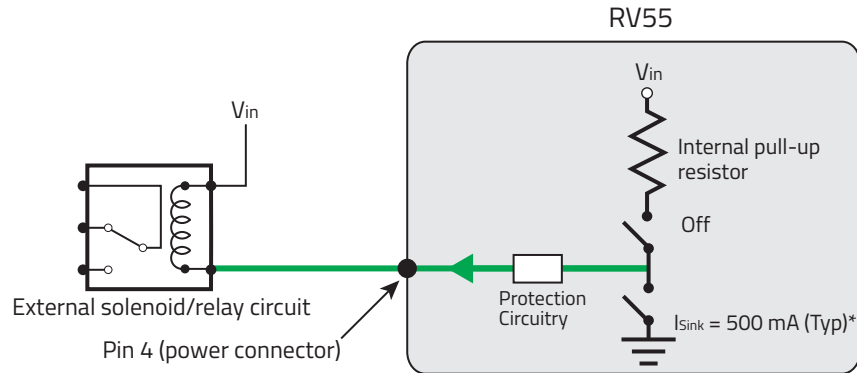 RV55
Vin
Vin
Internal pull-up
resistor
Off
External solenoid/relay circuit
Protection
Circuitry
ISink = 500 mA (Typ)*
Pin 4 (power connector)